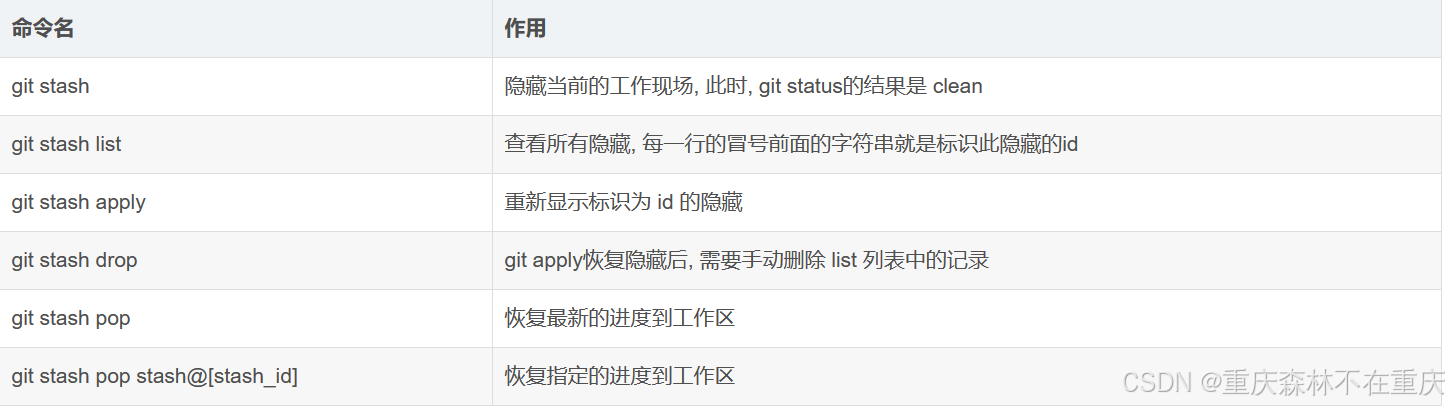 命令名 作用
git stash 隐藏当前的工作现场, 此时, git status的结果是 clean
git stash list 查看所有隐藏, 每一行的冒号前面的字符串就是标识此隐藏的id
git stash apply 重新显示标识为 id 的隐藏
git stash drop git apply恢复隐藏后, 需要手动删除 list 列表中的记录
git stash pop 恢复最新的进度到工作区
git stash pop stash@[stash_id] 恢复指定的进度到工作区
CSDN @重庆森林不在重庆